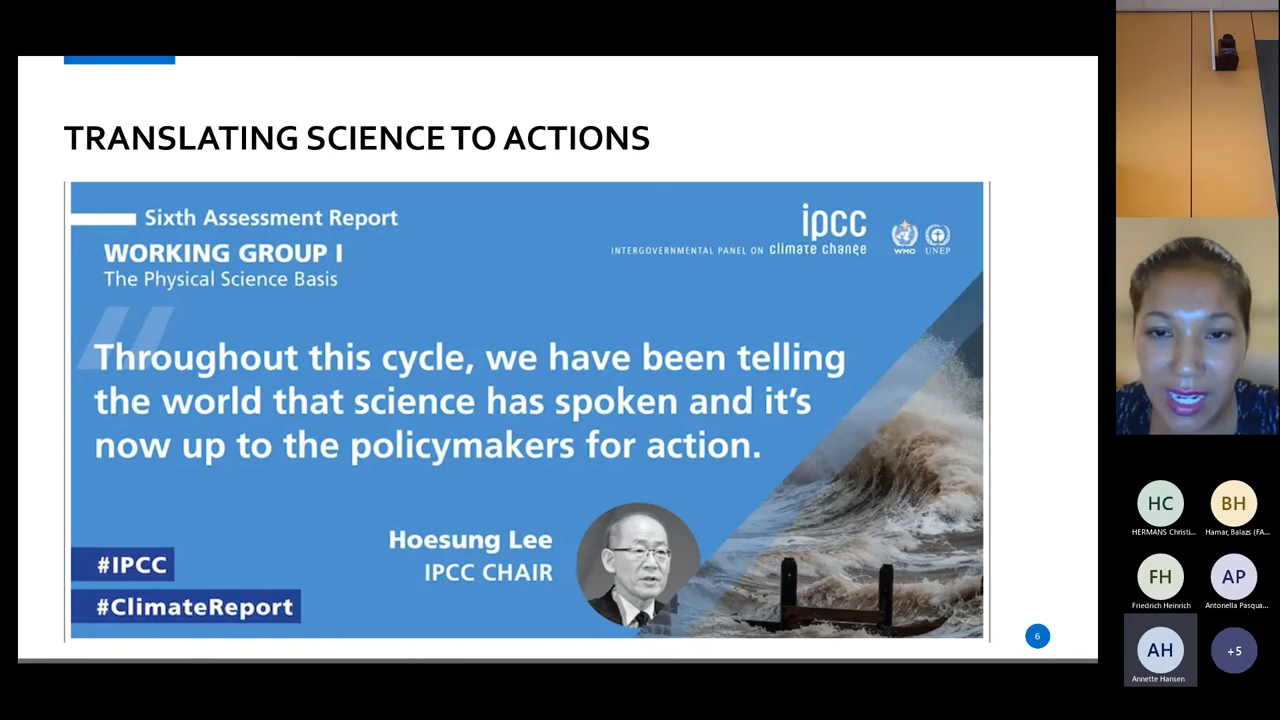 TRANSLATING SCIENCE TO ACTIONS
Sixth Assessment Report
WORKING GROUP I
The Physical Science Basis
ipcc
INTERGOVERNMENTAL PANEL ON climate change
WMO
UNEP
Throughout this cycle, we have been telling
the world that science has spoken and it's
now up to the policymakers for action.
Hoesung Lee
IPCC CHAIR
#IPCC
#ClimateReport
6
HC
HERMANS Christi...
BH
Hamar, Balazs (FA...
FH
Friedrich Heinrich
AP
Antonella Pasqua...
AH
Annette Hansen
+5